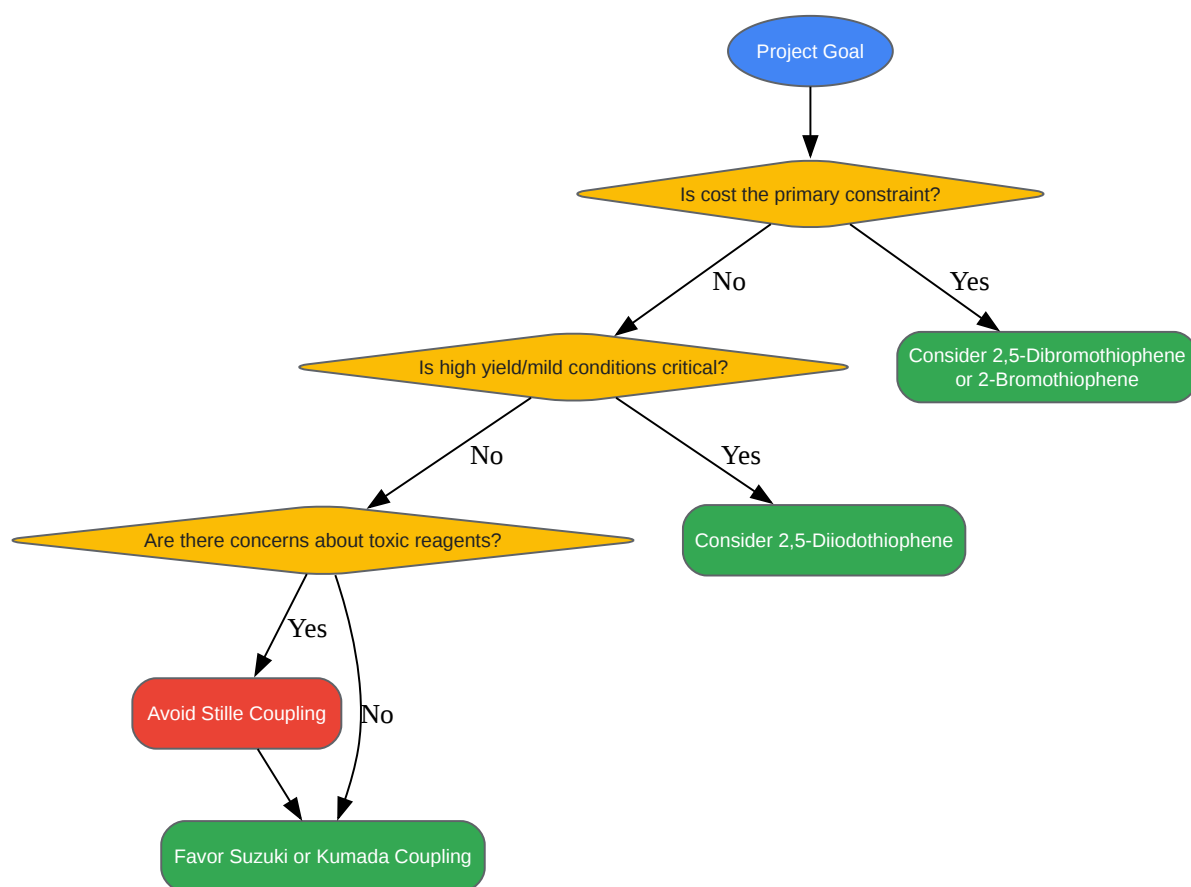 Project Goal
Is cost the primary constraint?
No
Yes
Consider 2,5-Dibromothiophene
or 2-Bromothiophene
Is high yield/mild conditions critical?
No
Yes
Consider 2,5-Diiodothiophene
Are there concerns about toxic reagents?
Yes
No
Avoid Stille Coupling
Favor Suzuki or Kumada Coupling